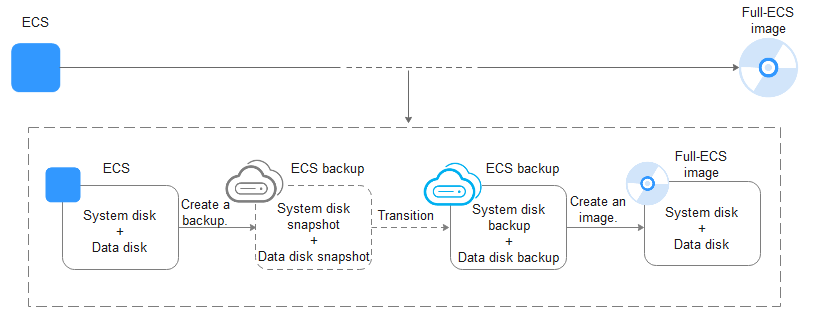 ECS
Full-ECS
image
ECS
ECS backup
ECS backup
Full-ECS
image
System disk
+
Data disk
Create a
backup.
System disk
snapshot
+
Data disk snapshot
Transition
System disk
backup
+
Data disk backup
Create an
image.
System disk
+
Data disk